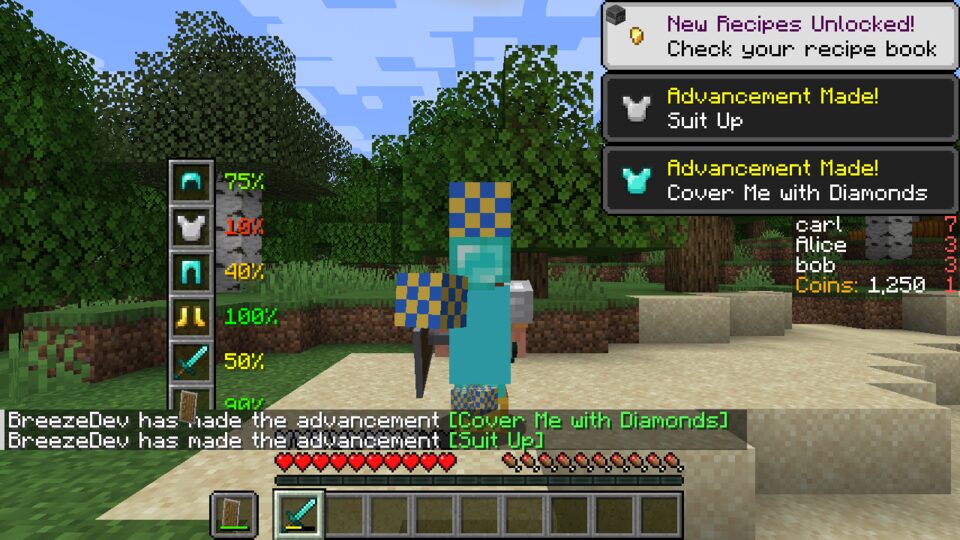 New Recipes Unlocked!
Check your recipe book
Advancement Made!
Suit Up
Advancement Made!
Cover Me with Diamonds
75%
10%
40%
100%
50%
90%
carl 7
Alice 3
bob 3
Coins: 1,250 1
BreezeDev has made the advancement [Cover Me with Diamonds]
BreezeDev has made the advancement [Suit Up]